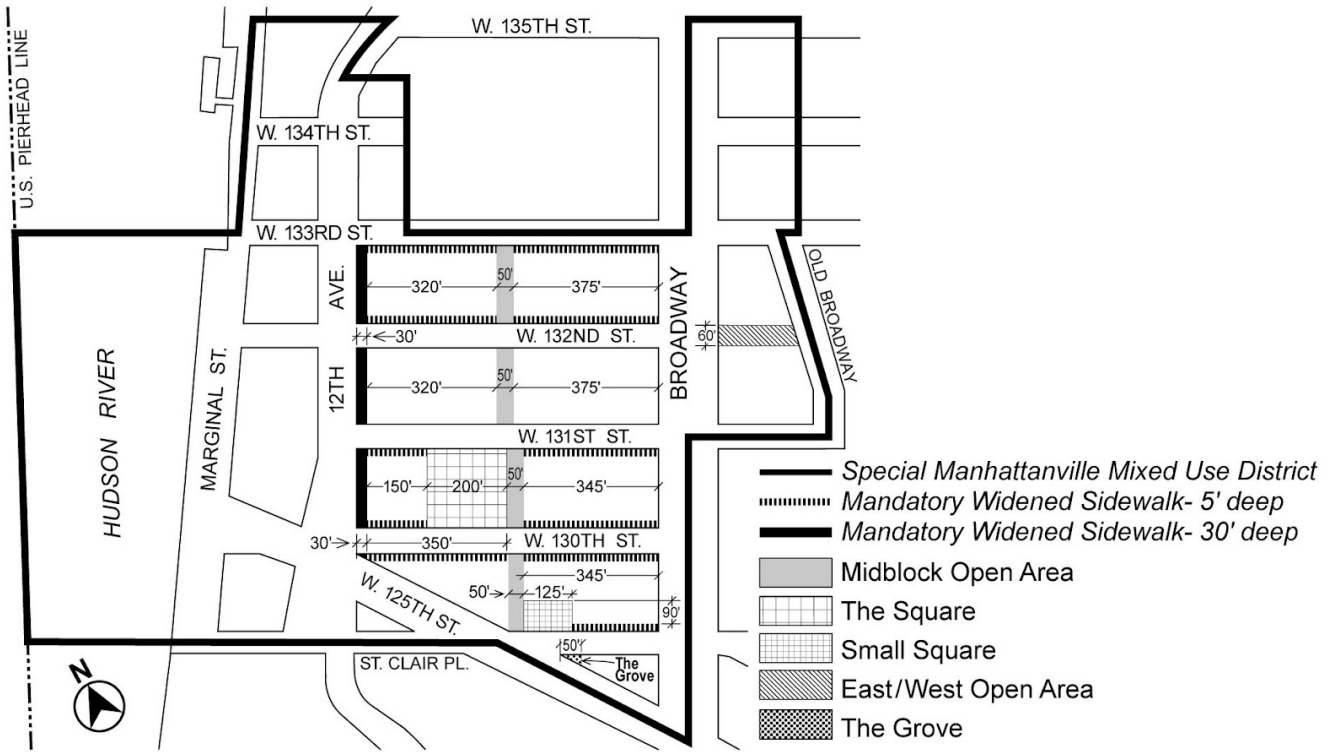 W. 135TH ST.
U.S. PIERHEAD LINE
W. 134TH ST.
W. 133RD ST.
OLD BROADWAY
AVE.
320'
50'
375'
BROADWAY
30'
W. 132ND ST.
60'
HUDSON RIVER
MARGINAL ST.
12TH
320'
50'
375'
W. 131ST ST.
150'
200'
50'
345'
30'
350'
W. 130TH ST.
W. 125TH ST.
345'
50'
125'
90'
50'
The
Grove
ST. CLAIR PL.
N
Special Manhattanville Mixed Use District
Mandatory Widened Sidewalk- 5' deep
Mandatory Widened Sidewalk- 30' deep
Midblock Open Area
The Square
Small Square
East/West Open Area
The Grove